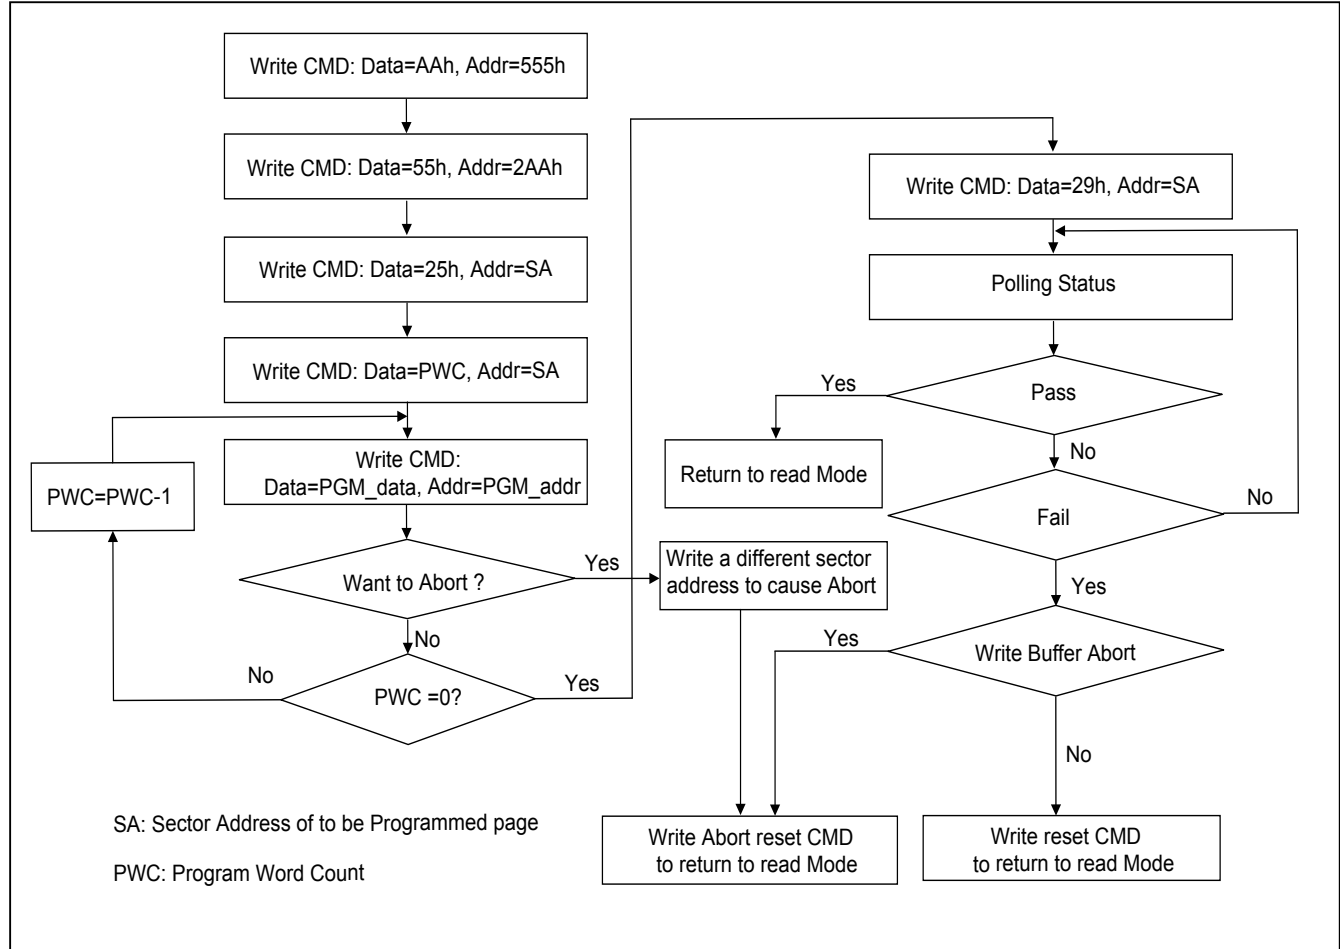 Write CMD: Data=AAh, Addr=555h
Write CMD: Data=55h, Addr=2AAh
Write CMD: Data=25h, Addr=SA
Write CMD: Data=PWC, Addr=SA
Write CMD:
Data=PGM_data, Addr=PGM_addr
PWC=PWC-1
Want to Abort ?
Yes
No
No
PWC =0?
Yes
Write a different sector
address to cause Abort
Write CMD: Data=29h, Addr=SA
Polling Status
Yes
Pass
No
Return to read Mode
Fail
No
Yes
Yes
Write Buffer Abort
No
Write Abort reset CMD
to return to read Mode
Write reset CMD
to return to read Mode
SA: Sector Address of to be Programmed page
PWC: Program Word Count